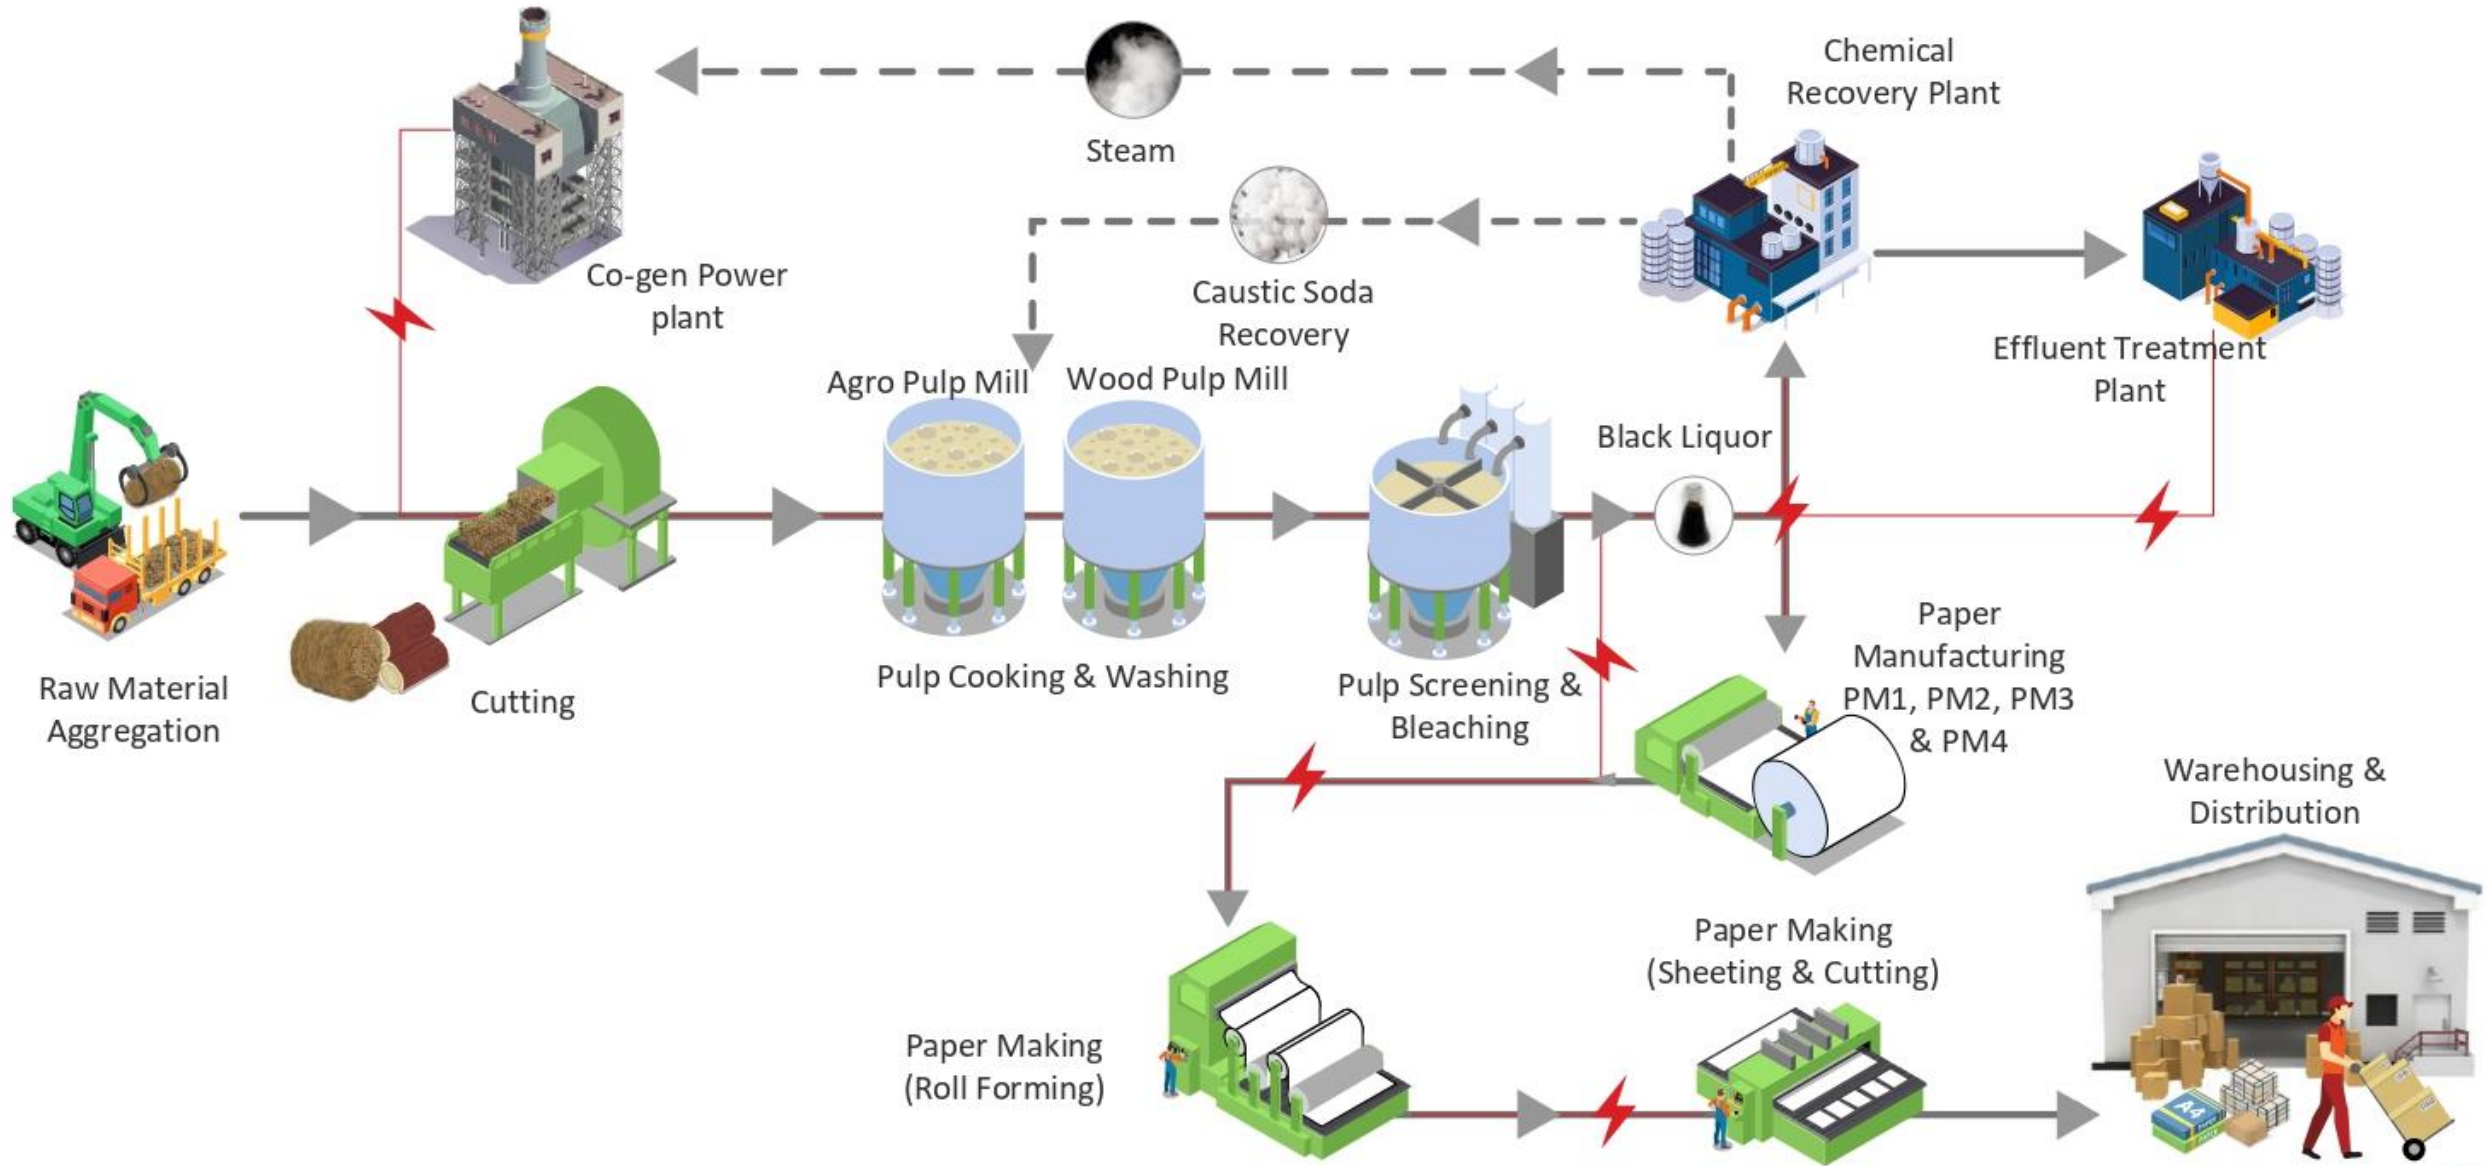 Chemical
Recovery Plant
Steam
Co-gen Power
plant
Caustic Soda
Recovery
Effluent Treatment
Plant
Agro Pulp Mill
Wood Pulp Mill
Black Liquor
Raw Material
Aggregation
Cutting
Pulp Cooking & Washing
Pulp Screening &
Bleaching
Paper
Manufacturing
PM1, PM2, PM3
& PM4
Warehousing &
Distribution
Paper Making
(Roll Forming)
Paper Making
(Sheeting & Cutting)
A4
PAPER
PAPER